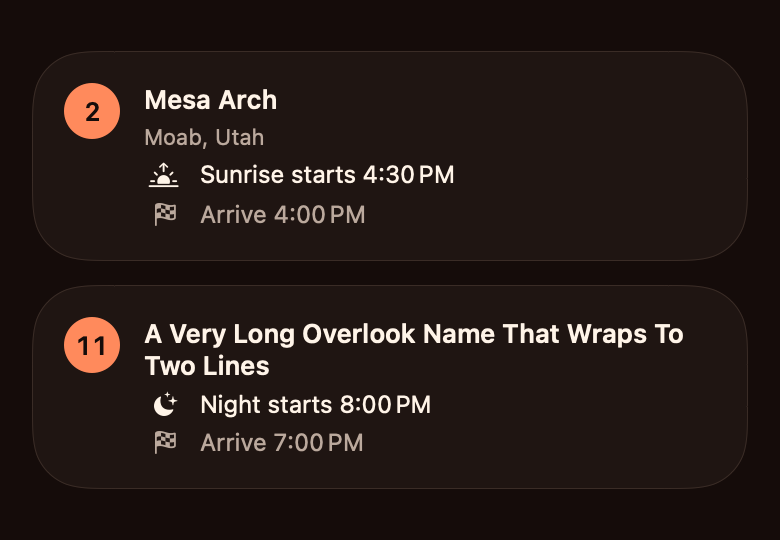 2
Mesa Arch
Moab, Utah
Sunrise starts 4:30 PM
Arrive 4:00 PM
11
A Very Long Overlook Name That Wraps To
Two Lines
Night starts 8:00 PM
Arrive 7:00 PM